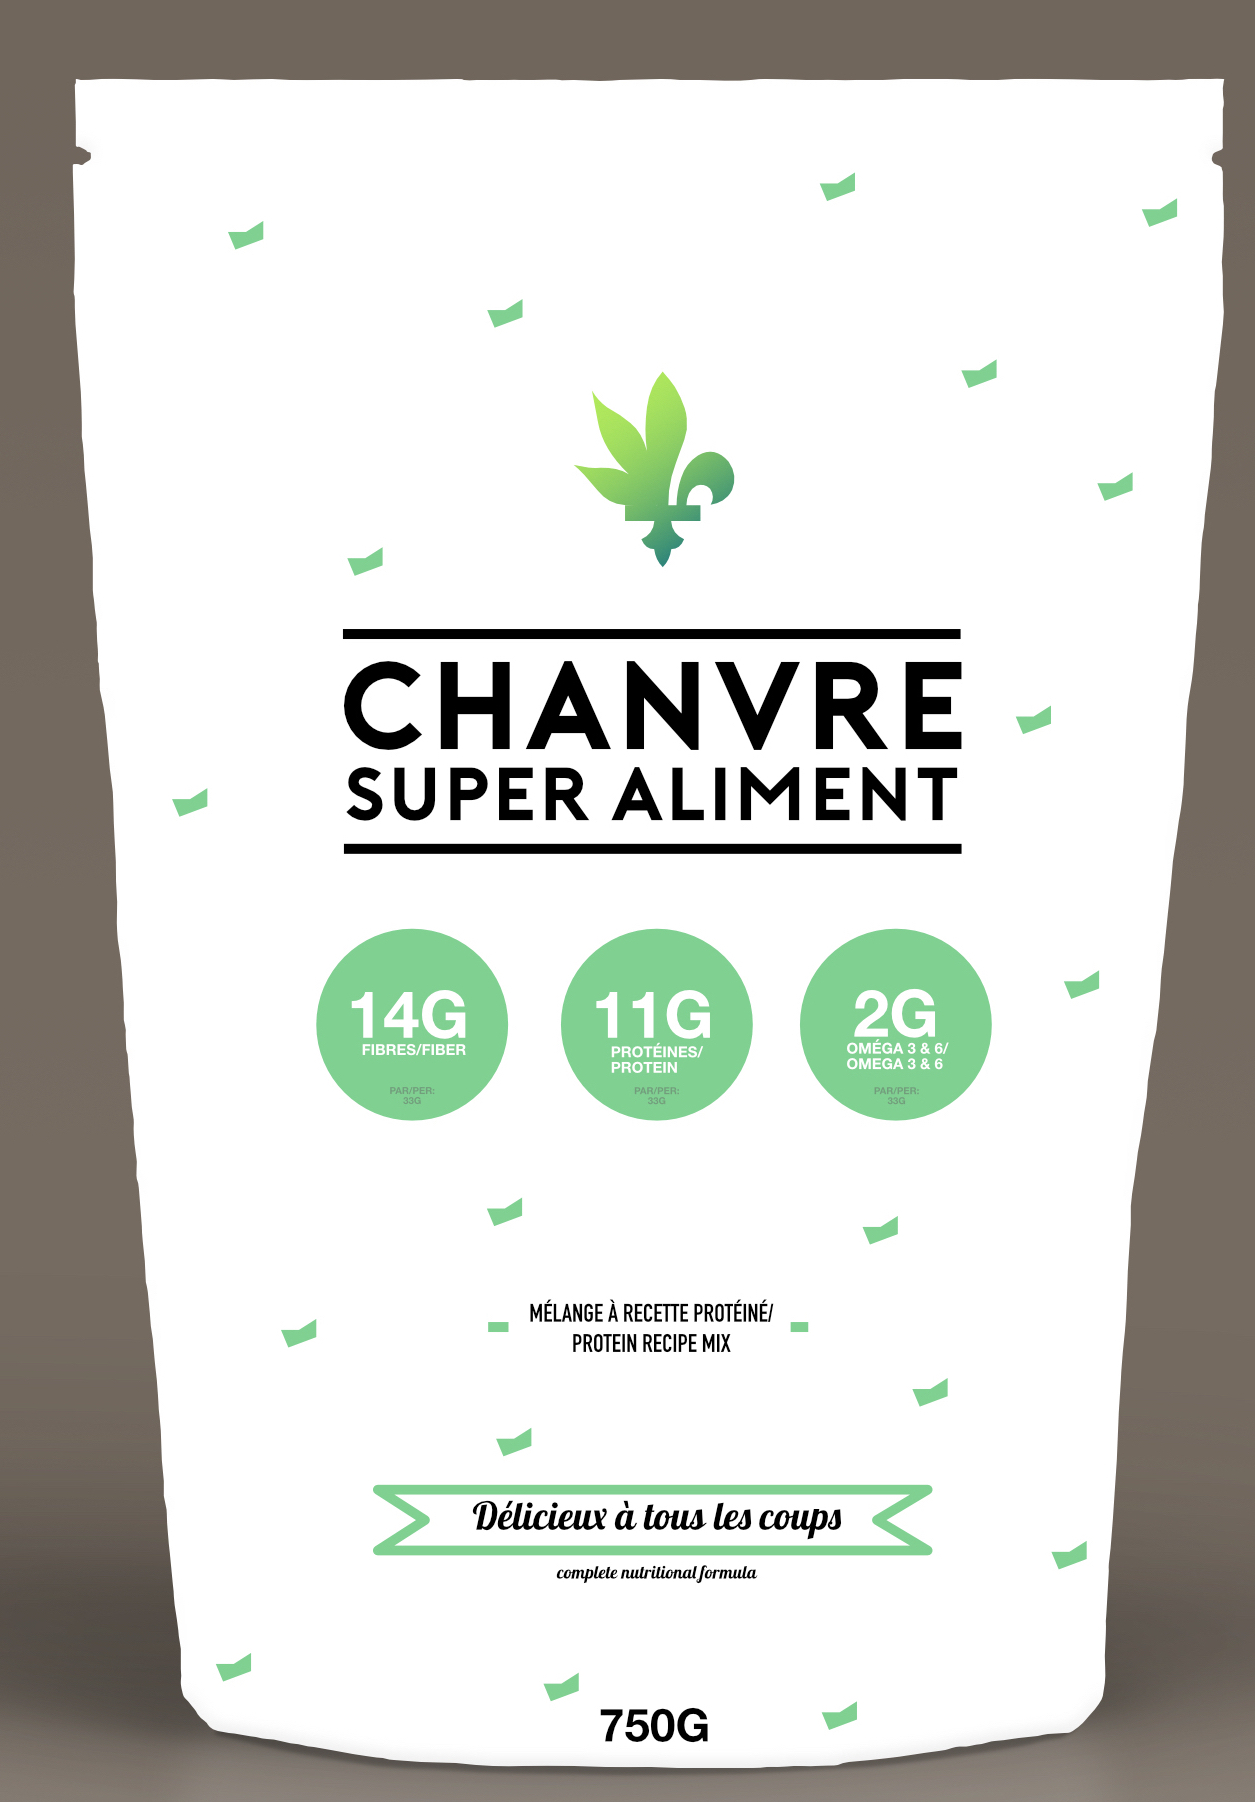 CHANVRE
SUPER ALIMENT
14G
FIBRES/FIBER
PAR/PER:
33G
11G
PROTÉINES/
PROTEIN
PAR/PER:
33G
2G
OMÉGA 3 & 6/
OMEGA 3 & 6
PAR/PER:
33G
MÉLANGE À RECETTE PROTÉINÉ/
PROTEIN RECIPE MIX
Délicieux à tous les coups
complete nutritional formula
750G